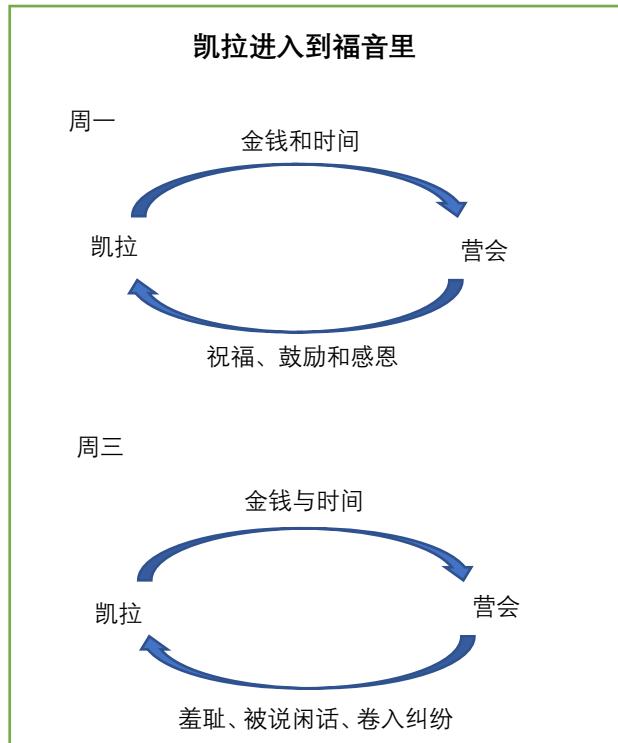 凯拉进入到福音里
周一
金钱和时间
凯拉
营会
祝福、鼓励和感恩
周三
金钱与时间
凯拉
营会
羞耻、被说闲话、卷入纠纷